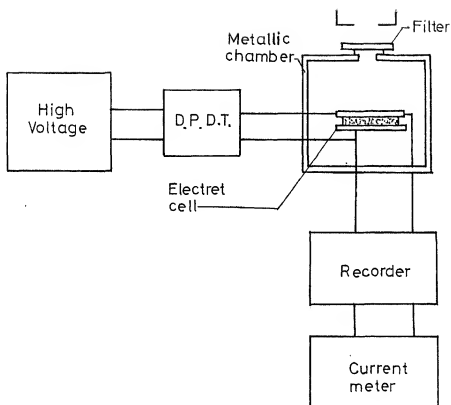 Filter
Metallic
chamber
High
Voltage
D.P.D.T.
Electret
cell
Recorder
Current
meter